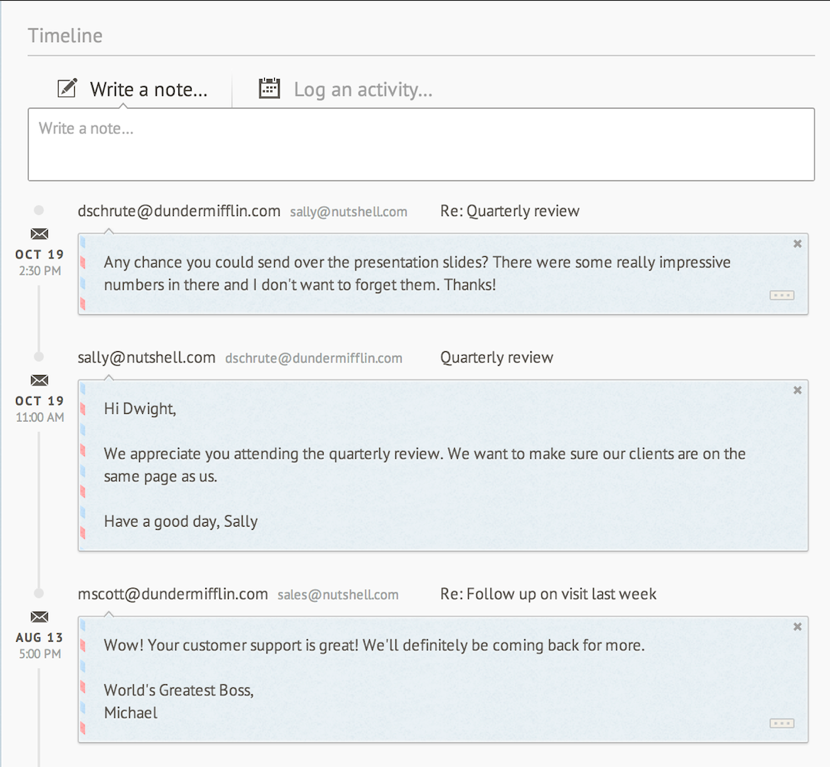 Timeline
Write a note...
Log an activity...
Write a note...
dschrute@dundermifflin.com sally@nutshell.com Re: Quarterly review
OCT 19
2:30 PM
Any chance you could send over the presentation slides? There were some really impressive
numbers in there and I don't want to forget them. Thanks!
sally@nutshell.com dschrute@dundermifflin.com Quarterly review
OCT 19
11:00 AM
Hi Dwight,
We appreciate you attending the quarterly review. We want to make sure our clients are on the
same page as us.
Have a good day, Sally
mscott@dundermifflin.com sales@nutshell.com Re: Follow up on visit last week
AUG 13
5:00 PM
Wow! Your customer support is great! We'll definitely be coming back for more.
World's Greatest Boss,
Michael